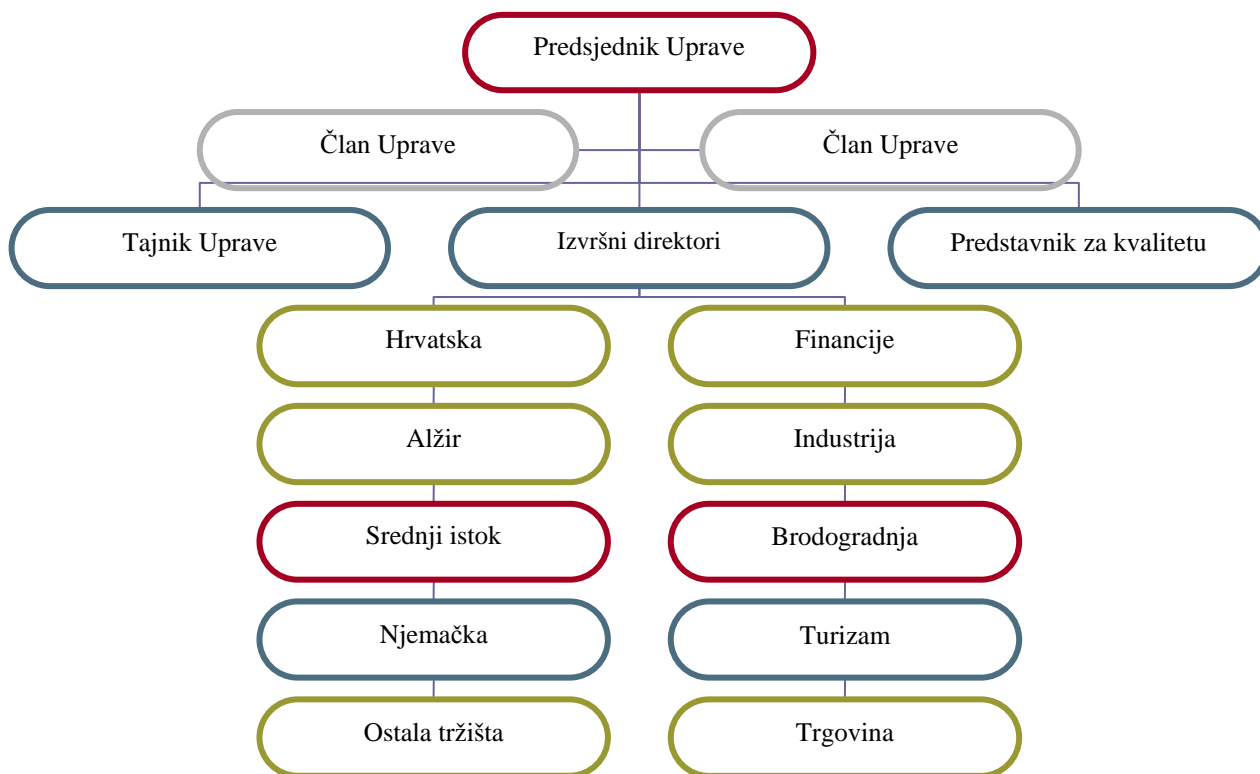 Predsjednik Uprave
Član Uprave
Član Uprave
Tajnik Uprave
Izvršni direktori
Predstavnik za kvalitetu
Hrvatska
Financije
Alžir
Industrija
Srednji istok
Brodogradnja
Njemačka
Turizam
Ostala tržišta
Trgovina